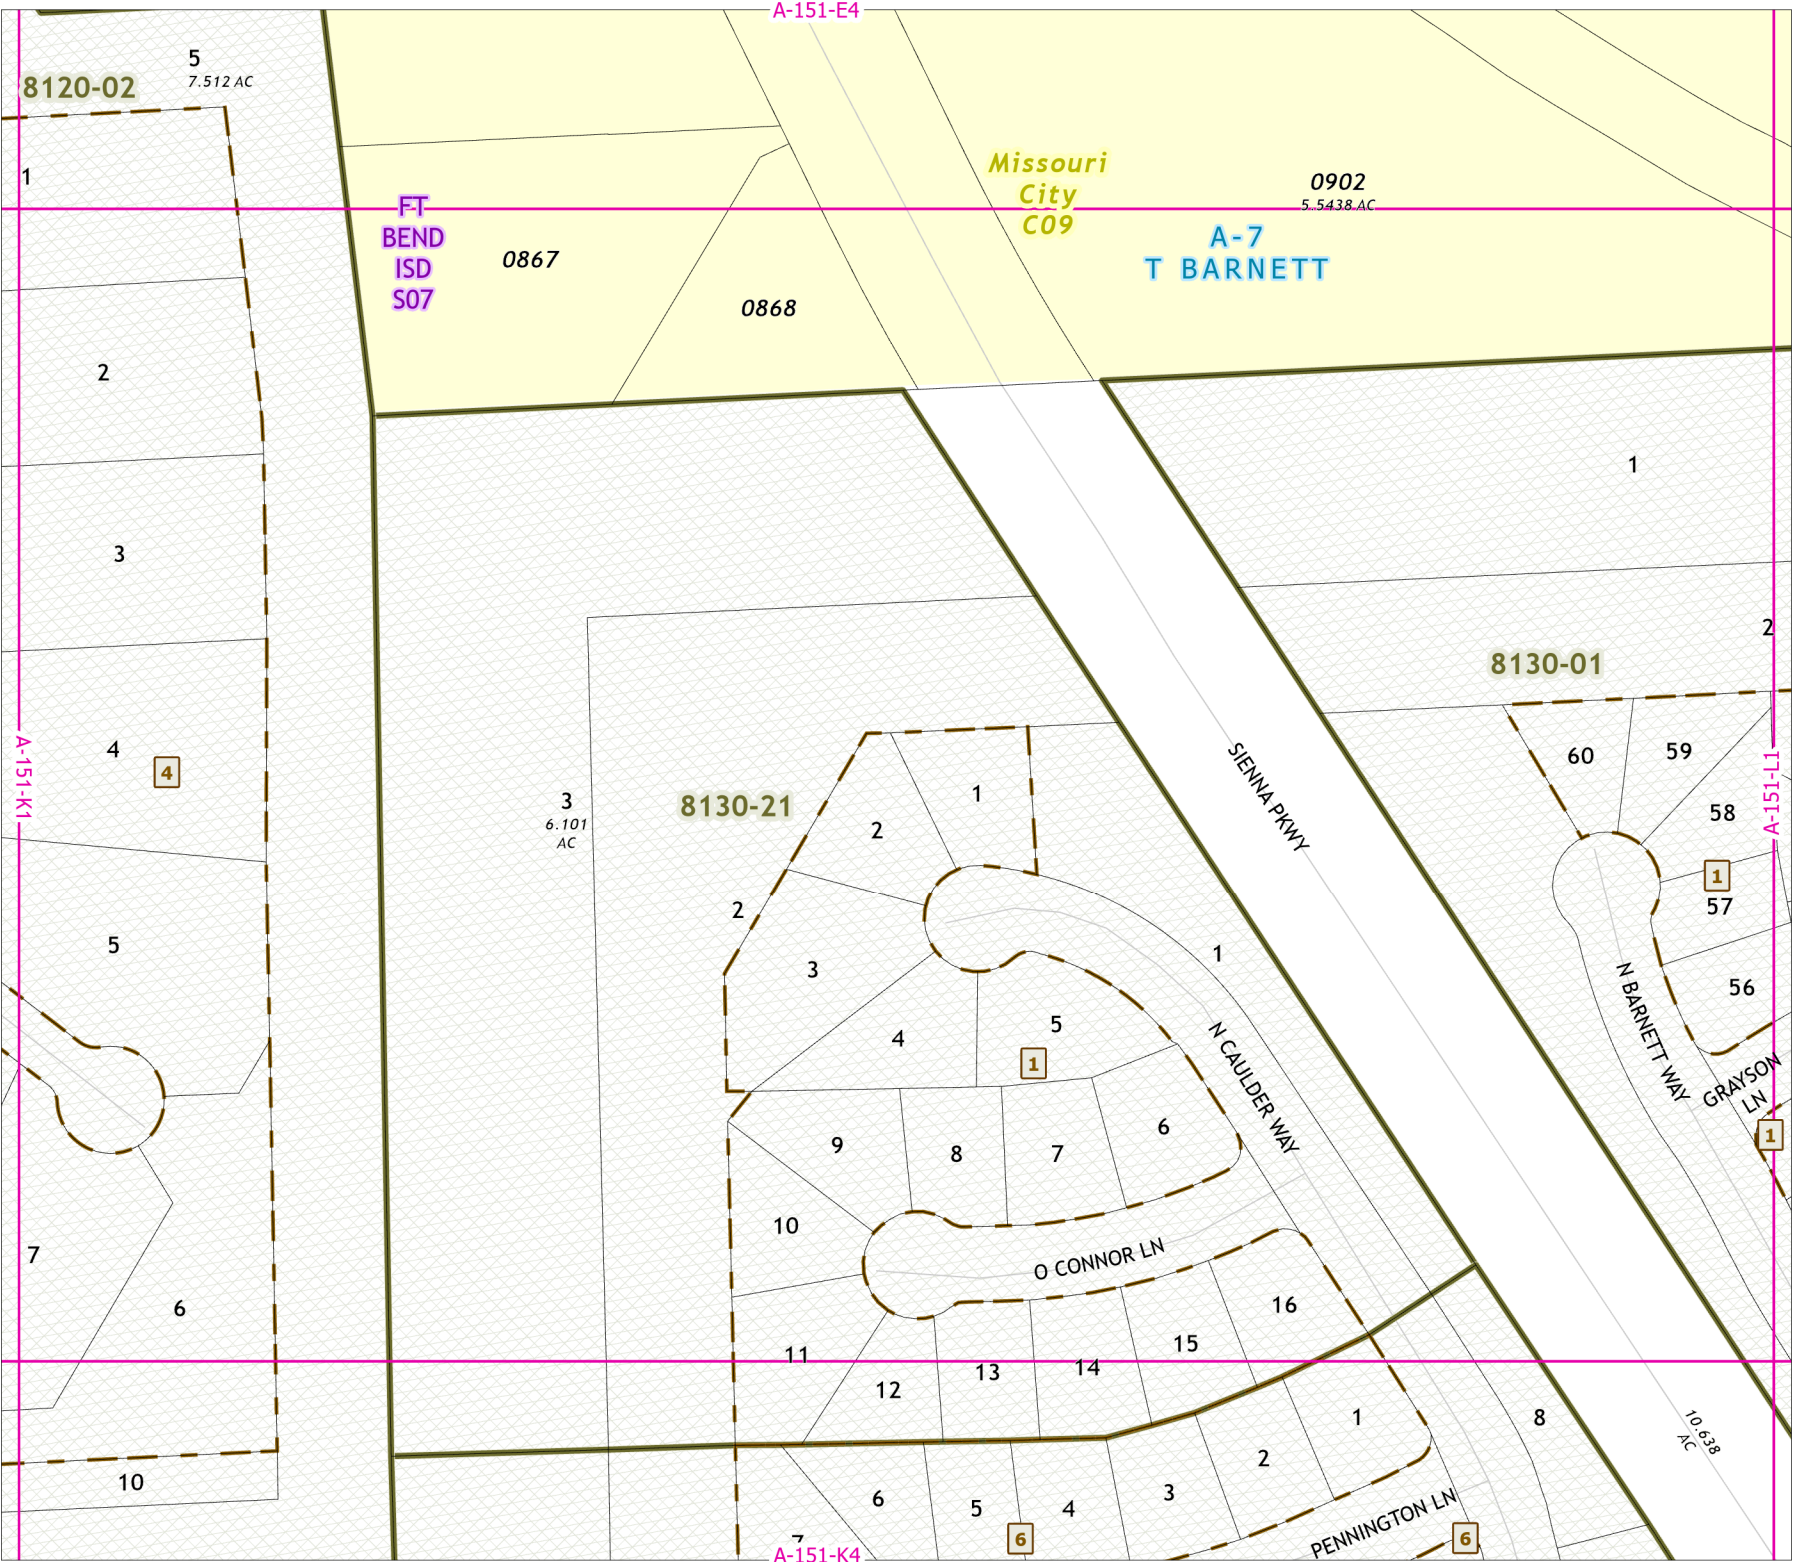 A-151-E4
5
7.512 AC
8120-02
1
Missouri
City
C09
0902
5.5438 AC
FT
BEND
ISD
S07
0867
A-7
T BARNETT
0868
2
1
3
2
8130-01
4
4
A-151-K1
SIENNA PKWY
60
59
58
A-151-L1
3
6.101
AC
8130-21
1
2
1
57
2
5
3
1
56
4
5
1
N CAULDER WAY
N BARNETT WAY
GRAYSON
LN
1
9
8
7
6
10
O CONNOR LN
7
6
16
15
11
14
13
12
1
8
10.638
AC
2
10
6
5
4
3
6
PENNINGTON LN
6
7
A-151-K4